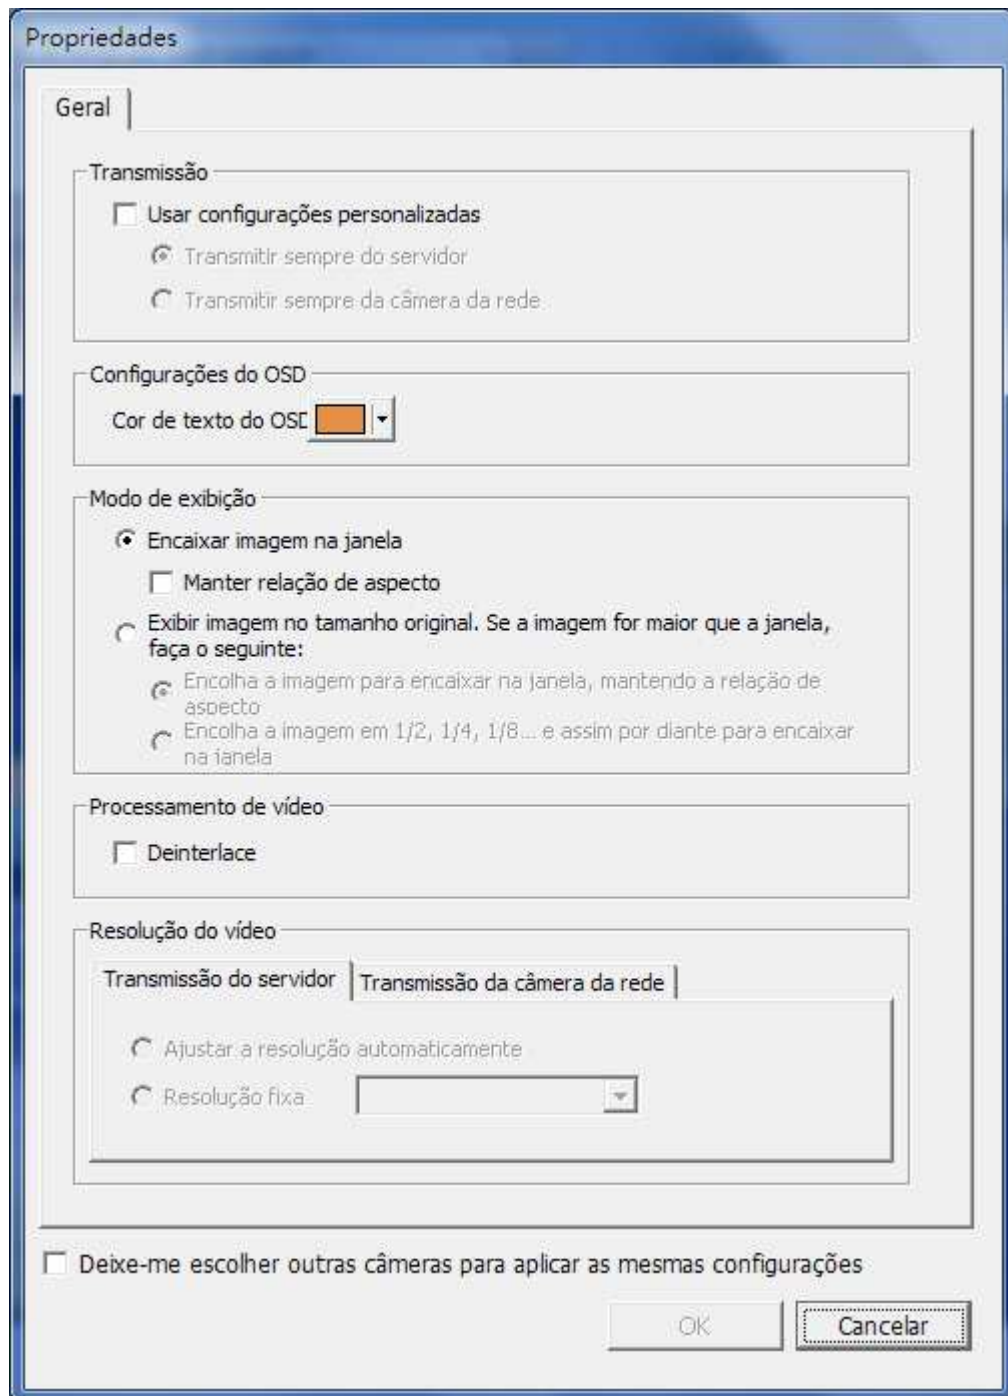 Propriedades
Geral
Transmissão
Usar configurações personalizadas
Transmitir sempre do servidor
Transmitir sempre da câmera da rede
Configurações do OSD
Cor de texto do OSD
Modo de exibição
Encaixar imagem na janela
Manter relação de aspecto
Exibir imagem no tamanho original. Se a imagem for maior que a janela,
faça o seguinte:
Encolha a imagem para encaixar na janela, mantendo a relação de
aspecto
Encolha a imagem em 1/2, 1/4, 1/8... e assim por diante para encaixar
na janela
Processamento de vídeo
Deinterlace
Resolução do vídeo
Transmissão do servidor Transmissão da câmera da rede
Ajustar a resolução automaticamente
Resolução fixa
Deixe-me escolher outras câmeras para aplicar as mesmas configurações
OK Cancelar